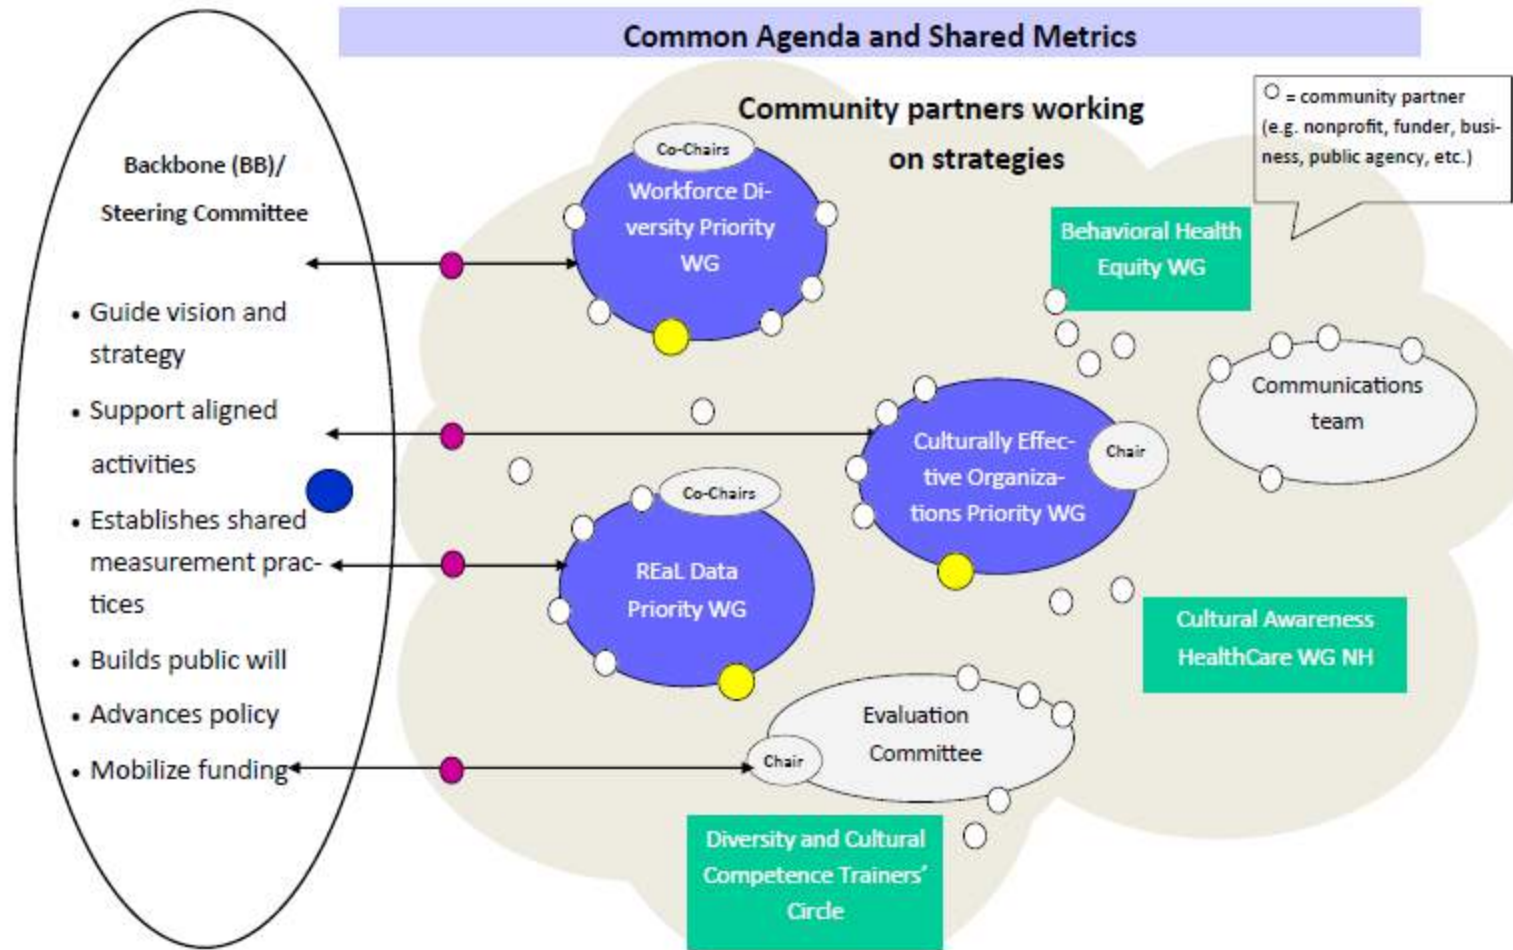 Common Agenda and Shared Metrics
Community partners working
on strategies
= community partner
(e.g. nonprofit, funder, busi-
ness, public agency, etc.)
Backbone (BB)/
Steering Committee
• Guide vision and
strategy
• Support aligned
activities
• Establishes shared
measurement prac-
tices
• Builds public will
• Advances policy
• Mobilize funding
Co-Chairs
Workforce Di-
versity Priority
WG
Behavioral Health
Equity WG
Communications
team
Culturally Effec-
tive Organiza-
tions Priority WG
Chair
Co-Chairs
REaL Data
Priority WG
Cultural Awareness
HealthCare WG NH
Evaluation
Committee
Chair
Diversity and Cultural
Competence Trainers’
Circle